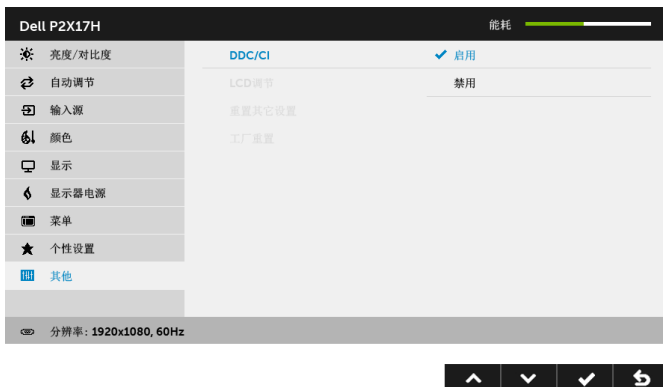 Dell P2X17H 能耗
亮度/对比度 DDC/CI ✔ 启用
自动调节 LCD调节 禁用
输入源 重置其它设置
颜色 工厂重置
显示
显示器电源
菜单
个性设置
其他
分辨率: 1920x1080, 60Hz